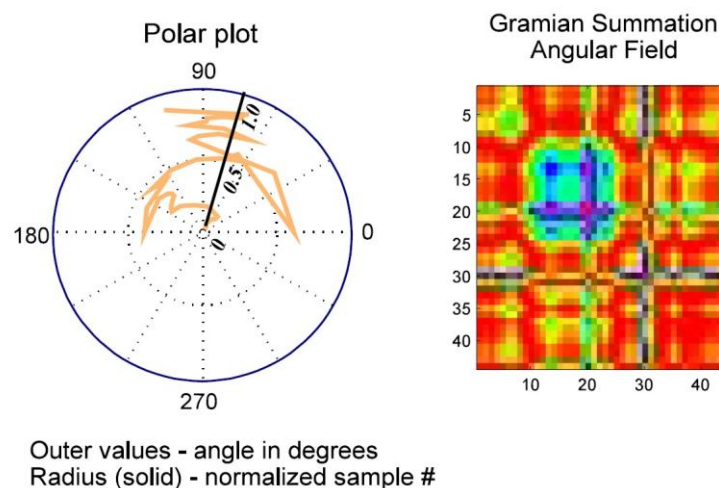 Polar plot
90
1.0
0.5
0
180
0
270
Outer values - angle in degrees
Radius (solid) - normalized sample #
Gramian Summation
Angular Field
5
10
15
20
25
30
35
40
10 20 30 40